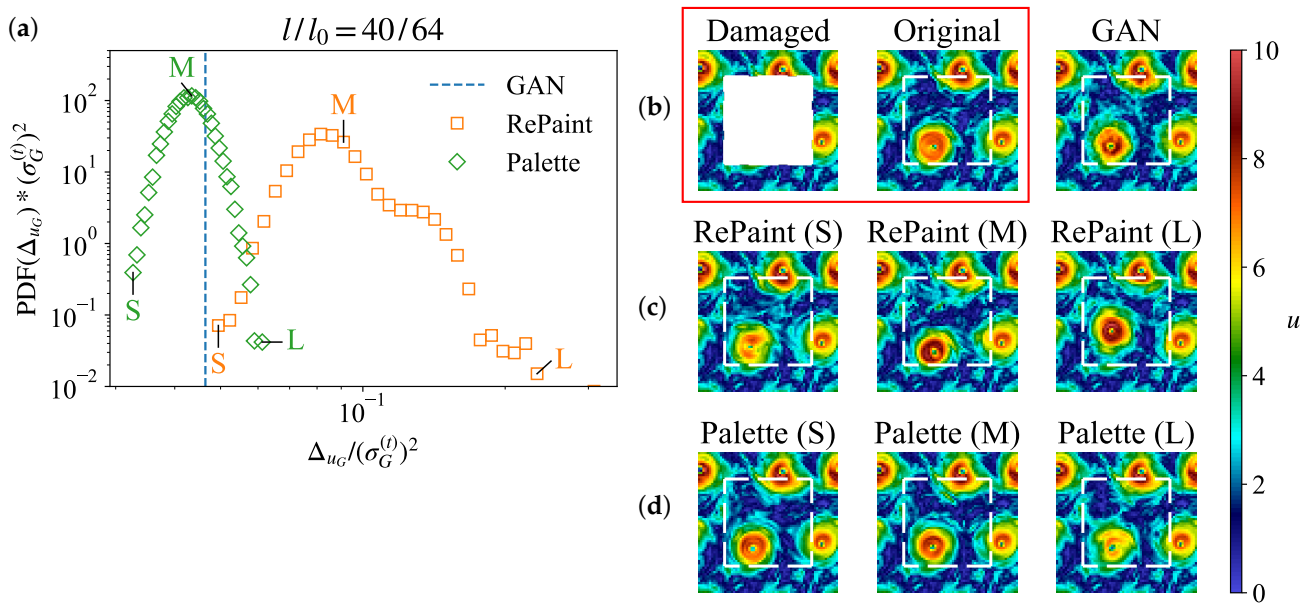 (a)
l/l₀ = 40/64
PDF(Δ_{u_G}) * (σ_G^{(t)})²
10²
10¹
10⁰
10⁻¹
10⁻²
M
M
S
S
L
L
GAN
RePaint
Palette
10⁻¹
Δ_{u_G}/(σ_G^{(t)})²
(b)
Damaged Original GAN
(c)
RePaint (S) RePaint (M) RePaint (L)
(d)
Palette (S) Palette (M) Palette (L)
10
8
6
4
2
0
u